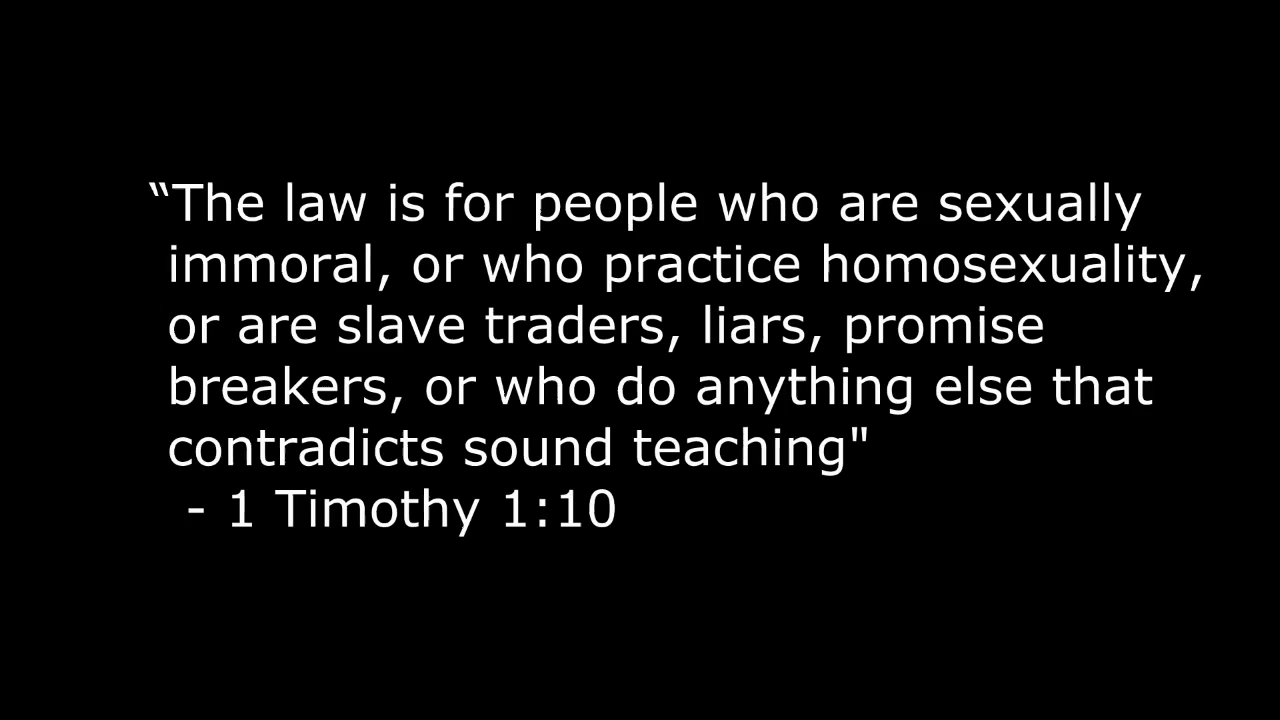 “The law is for people who are sexually
immoral, or who practice homosexuality,
or are slave traders, liars, promise
breakers, or who do anything else that
contradicts sound teaching"
- 1 Timothy 1:10